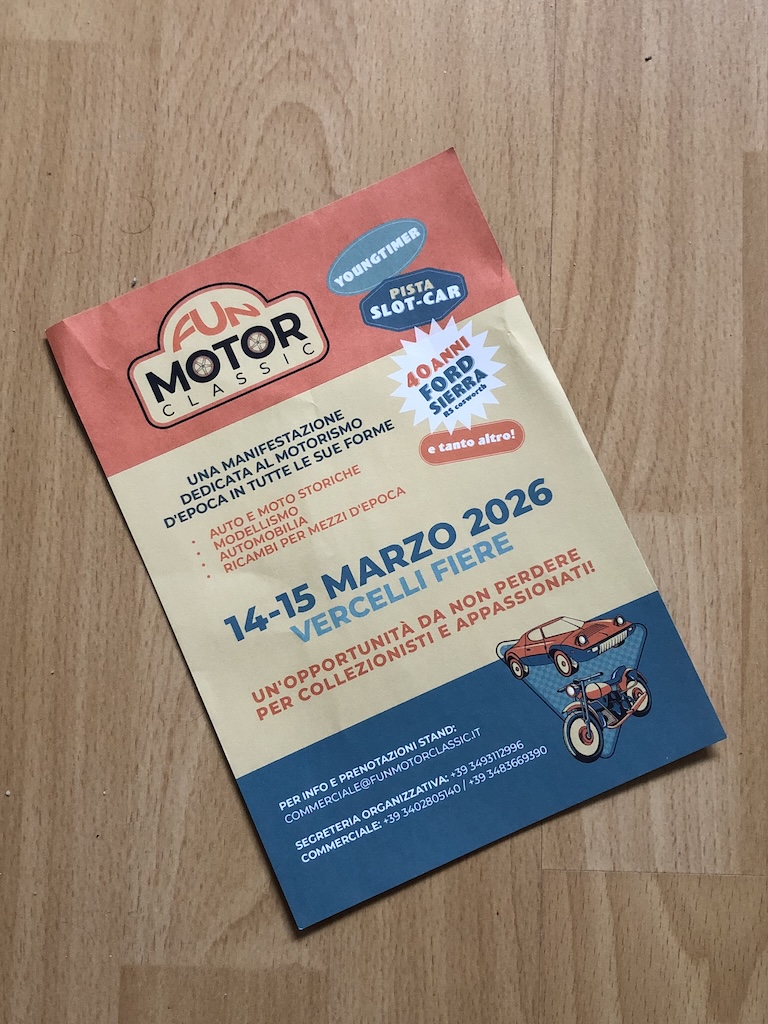 FUN
MOTOR
CLASSIC
YOUNGTIMER
PISTA
SLOT-CAR
40 ANNI
FORD
SIERRA
RS cosworth
e tanto altro!
UNA MANIFESTAZIONE
DEDICATA AL MOTORISMO
D'EPOCA IN TUTTE LE SUE FORME
• AUTO E MOTO STORICHE
• MODELLISMO
• AUTOMOBILIA
• RICAMBI PER MEZZI D'EPOCA
14-15 MARZO 2026
VERCELLI FIERE
UN'OPPORTUNITÀ DA NON PERDERE
PER COLLEZIONISTI E APPASSIONATI!
PER INFO E PRENOTAZIONI STAND:
COMMERCIALE@FUNMOTORCLASSIC.IT
SEGRETERIA ORGANIZZATIVA: +39 3493112996
COMMERCIALE: +39 3402805140 / +39 3483669390